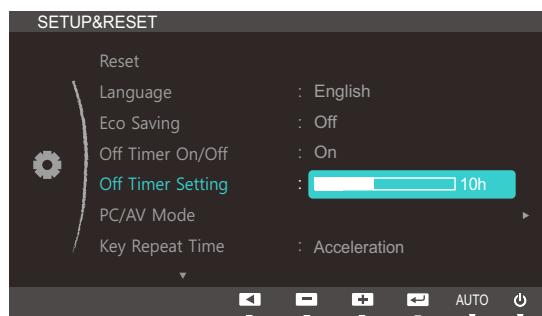 SETUP&RESET
Reset
Language : English
Eco Saving : Off
Off Timer On/Off : On
Off Timer Setting : 10h
PC/AV Mode
Key Repeat Time : Acceleration
AUTO